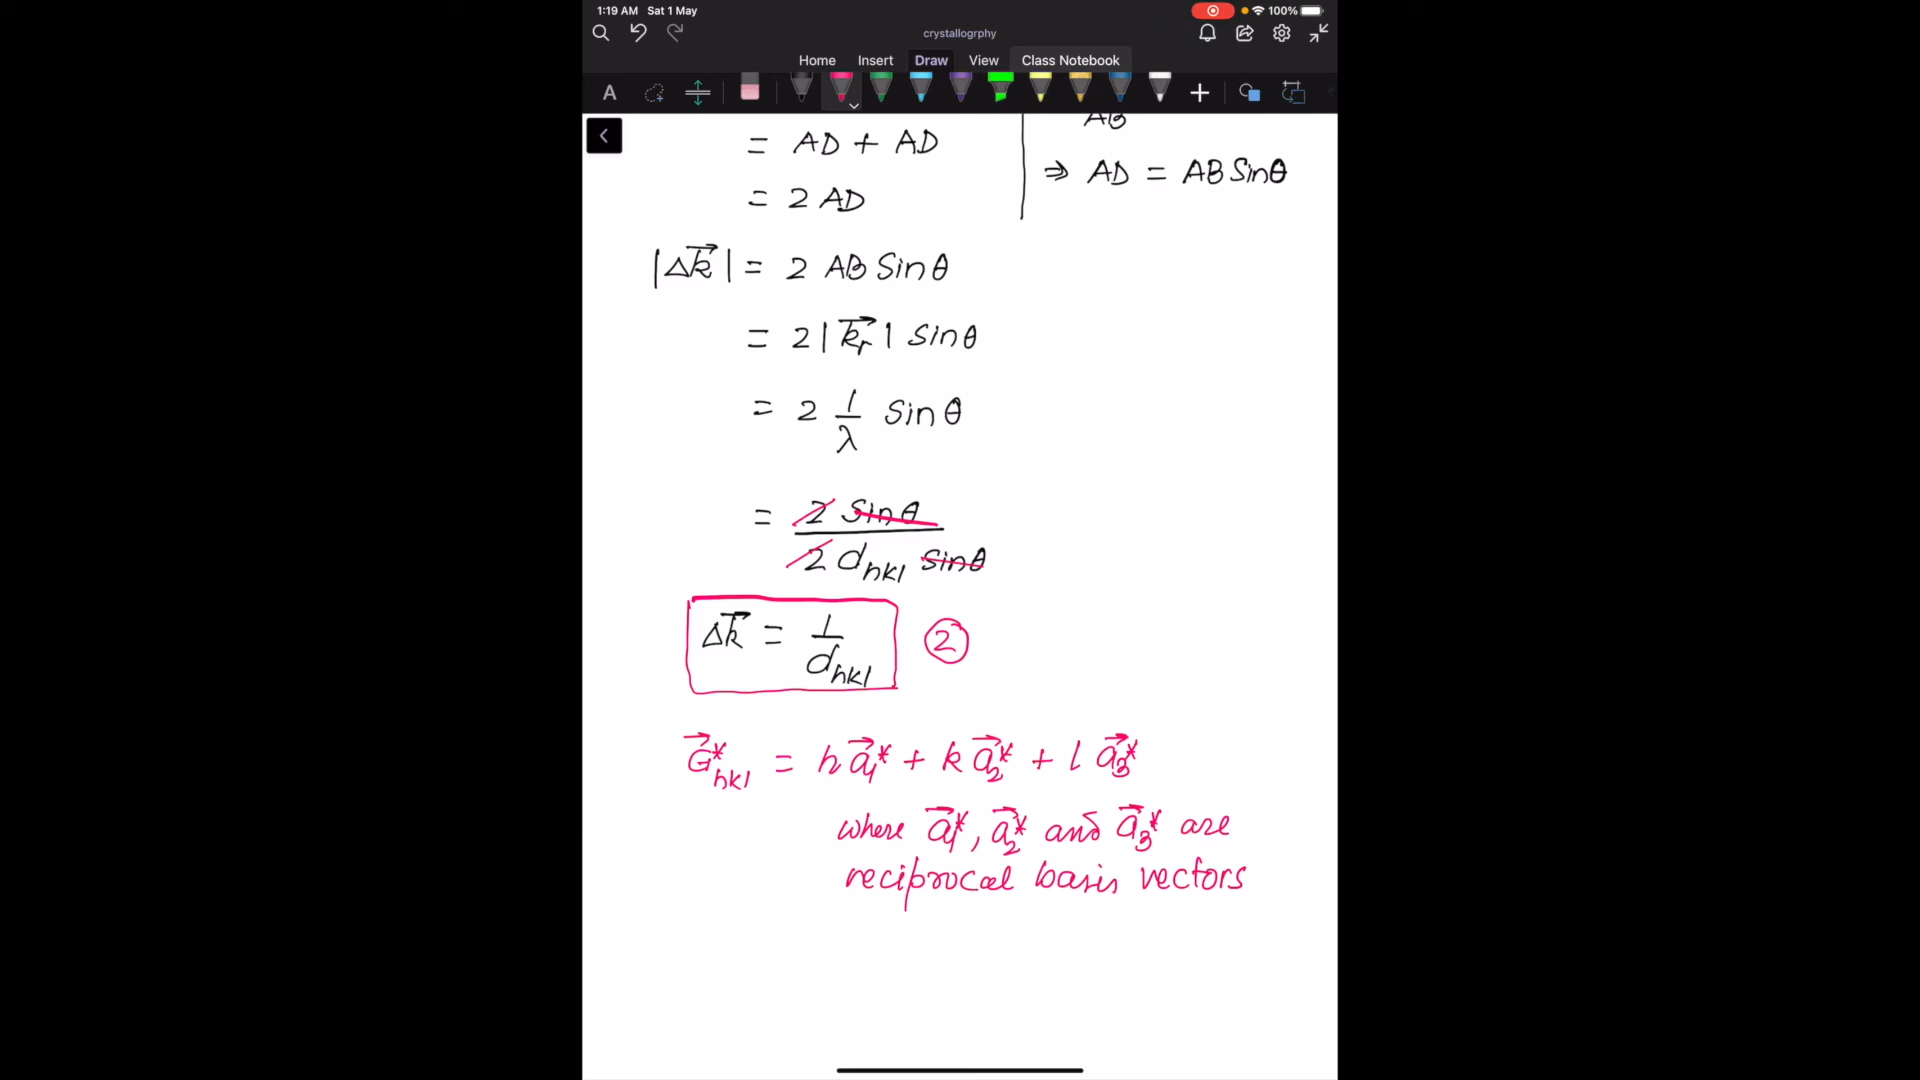 1:19 AM Sat 1 May
100%
crystallogrphy
Home Insert Draw View Class Notebook
A
AB
= AD + AD
⇒ AD = AB Sinθ
= 2 AD
|Δk⃗| = 2 AB Sinθ
= 2|k⃗r| Sinθ
= 2 1/λ Sinθ
= 2 Sinθ / 2 dhkl Sinθ
Δk⃗ = 1/dhkl ②
G⃗*hkl = h a⃗1* + k a⃗2* + l a⃗3*
where a⃗1*, a⃗2* and a⃗3* are
reciprocal basis vectors